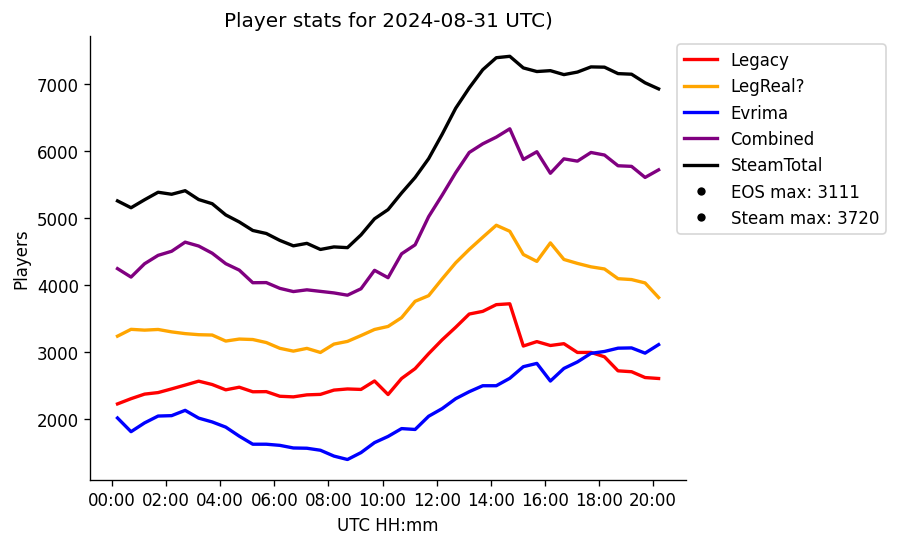 Player stats for 2024-08-31 UTC)
Players
7000
6000
5000
4000
3000
2000
00:00 02:00 04:00 06:00 08:00 10:00 12:00 14:00 16:00 18:00 20:00
UTC HH:mm
Legacy
LegReal?
Evrima
Combined
SteamTotal
EOS max: 3111
Steam max: 3720